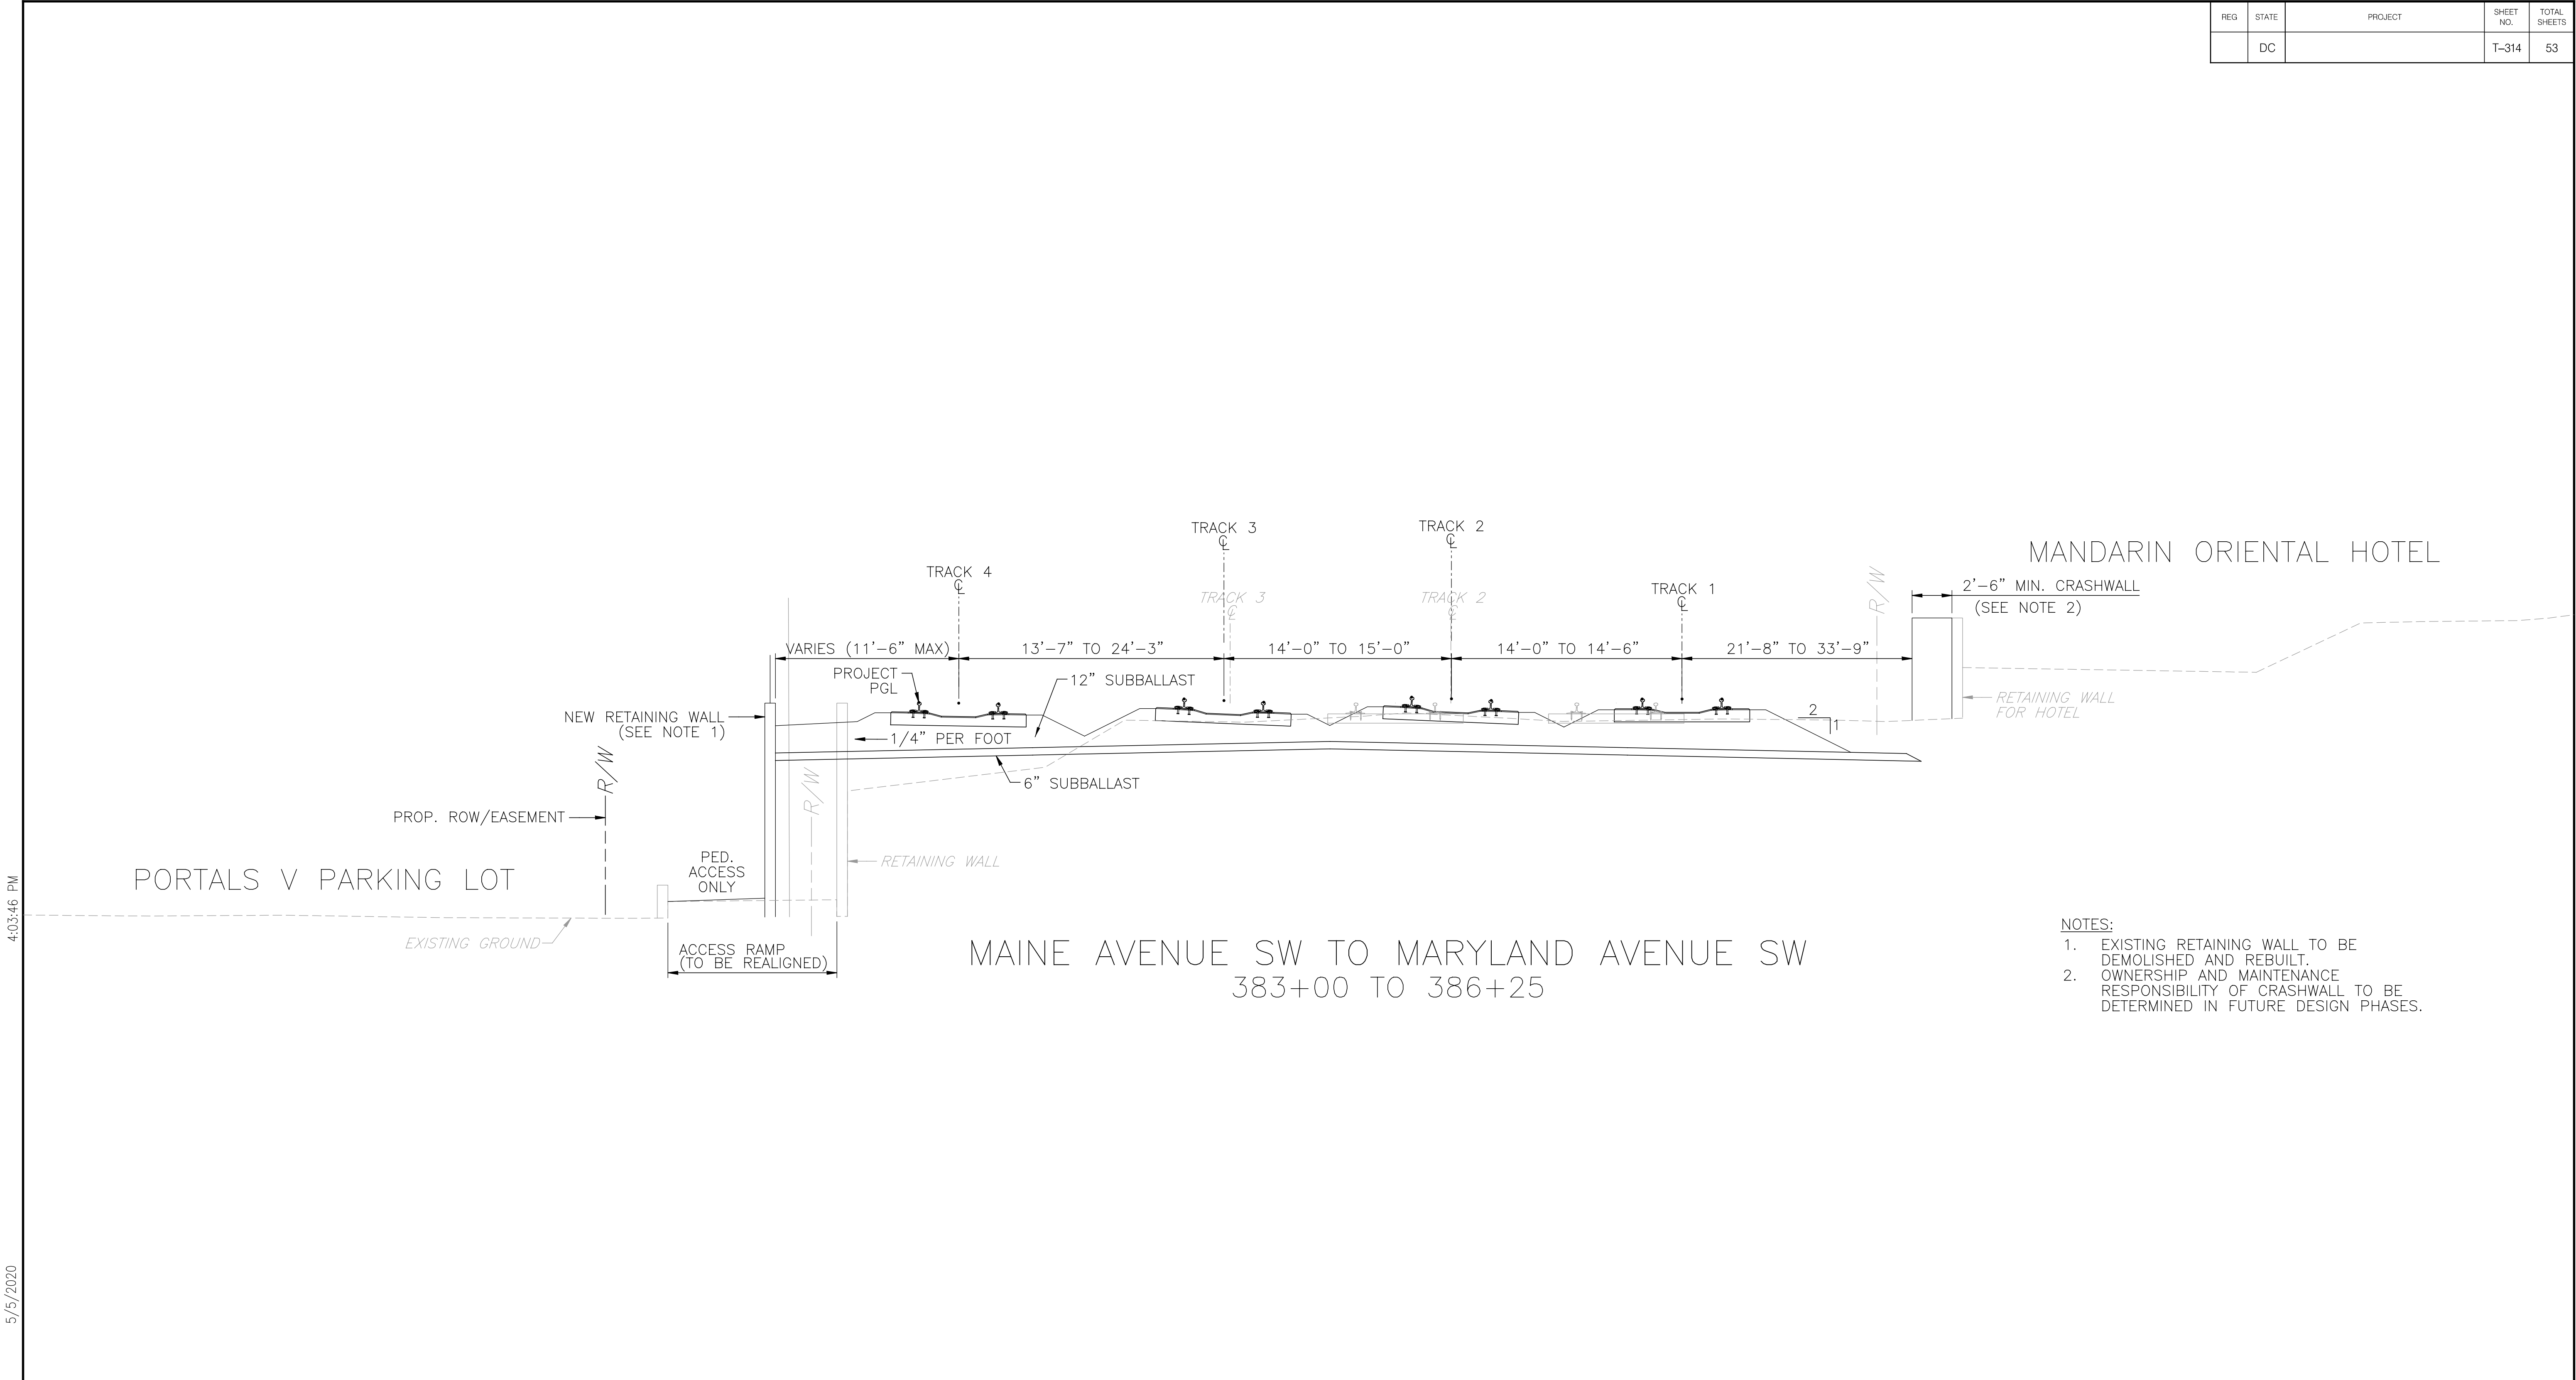 REG STATE PROJECT SHEET NO. TOTAL SHEETS
DC T-314 53
TRACK 3
℄
TRACK 2
℄
MANDARIN ORIENTAL HOTEL
TRACK 4
℄
TRACK 1
℄
R/W
2'-6" MIN. CRASHWALL
(SEE NOTE 2)
TRACK 3
℄
TRACK 2
℄
VARIES (11'-6" MAX)
13'-7" TO 24'-3"
14'-0" TO 15'-0"
14'-0" TO 14'-6"
21'-8" TO 33'-9"
PROJECT
PGL
12" SUBBALLAST
RETAINING WALL
FOR HOTEL
NEW RETAINING WALL
(SEE NOTE 1)
2
1
1/4" PER FOOT
R/W
R/W
6" SUBBALLAST
PROP. ROW/EASEMENT
PED.
ACCESS
ONLY
RETAINING WALL
PORTALS V PARKING LOT
EXISTING GROUND
ACCESS RAMP
(TO BE REALIGNED)
MAINE AVENUE SW TO MARYLAND AVENUE SW
383+00 TO 386+25
NOTES:
1. EXISTING RETAINING WALL TO BE
DEMOLISHED AND REBUILT.
2. OWNERSHIP AND MAINTENANCE
RESPONSIBILITY OF CRASHWALL TO BE
DETERMINED IN FUTURE DESIGN PHASES.
4:03:46 PM
5/5/2020